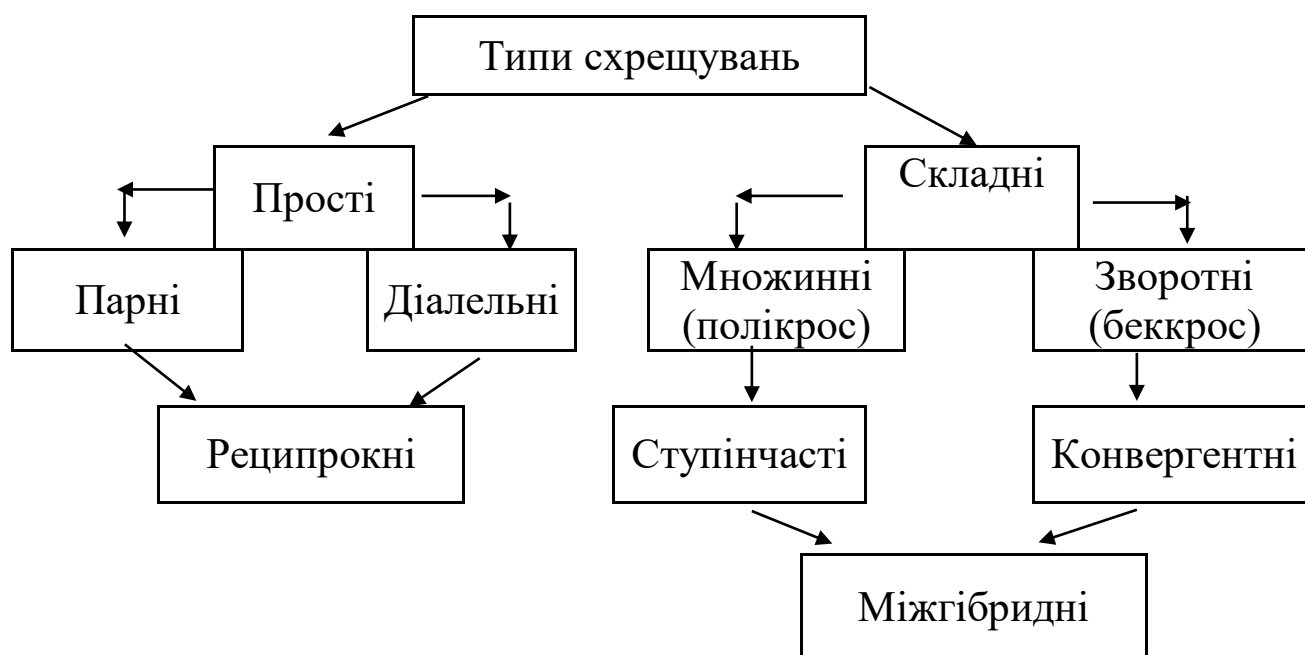 Типи схрещувань
Прості
Складні
Парні
Діалельні
Множинні
(полікрос)
Зворотні
(беккрос)
Реципрокні
Ступінчасті
Конвергентні
Міжгібридні